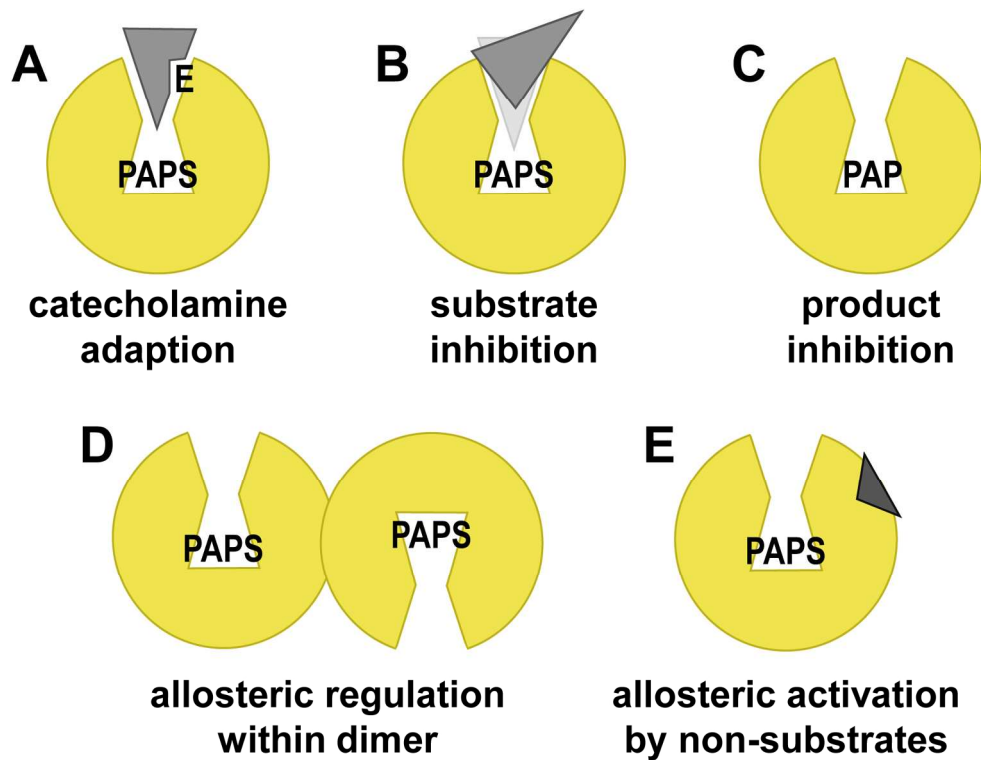 A
E
PAPS
catecholamine
adaption
B
PAPS
substrate
inhibition
C
PAP
product
inhibition
D
PAPS
PAPS
allosteric regulation
within dimer
E
PAPS
allosteric activation
by non-substrates